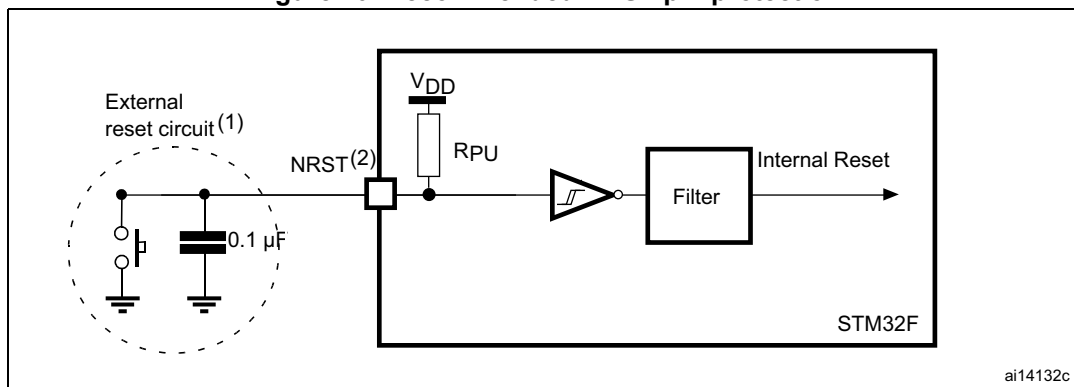 External
reset circuit(1)
NRST(2)
VDD
RPU
0.1 µF
Filter
Internal Reset
STM32F
ai14132c